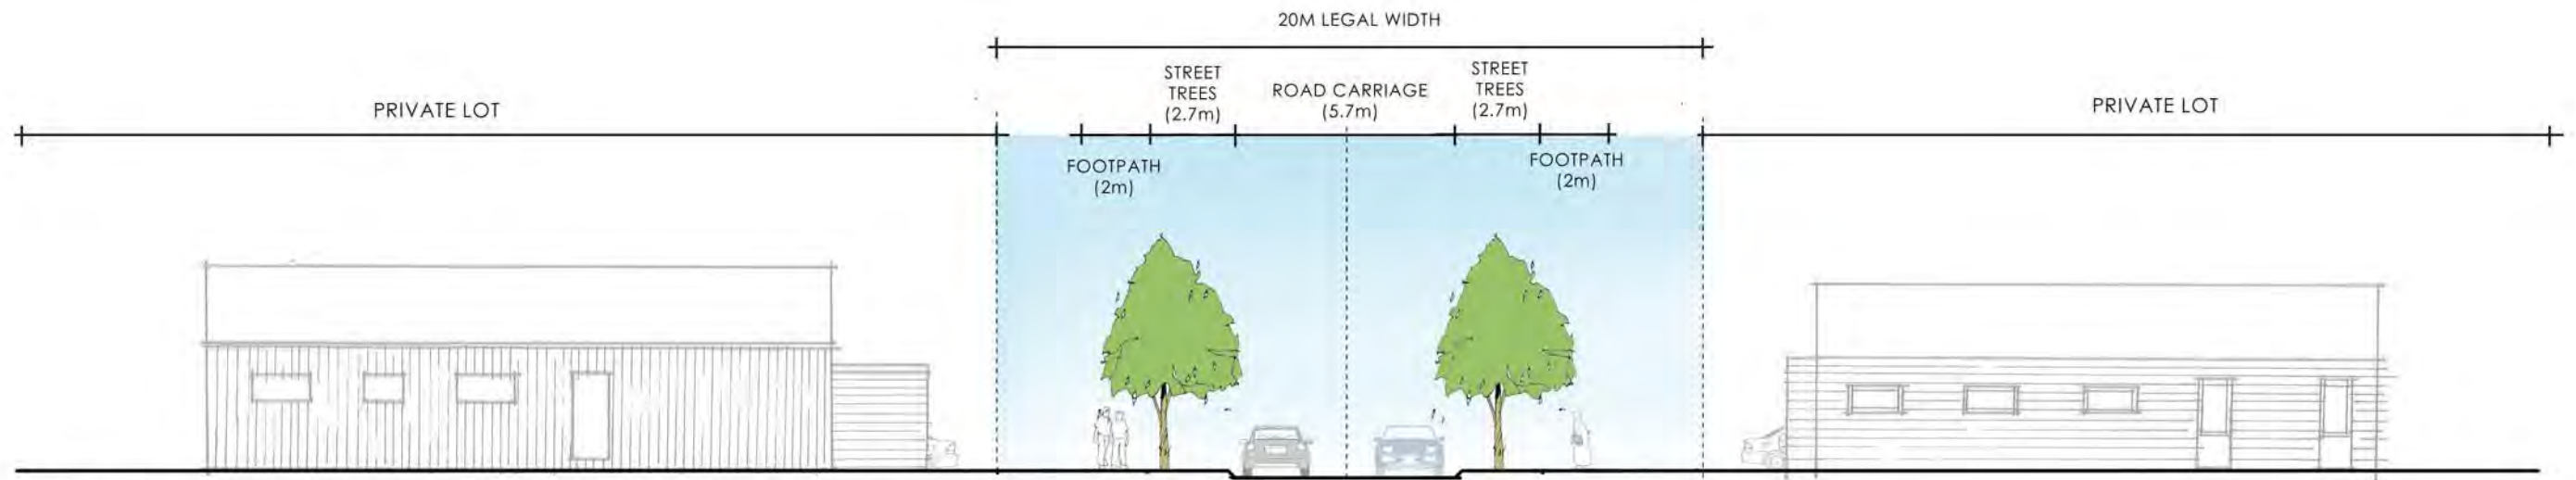 20M LEGAL WIDTH
PRIVATE LOT
STREET
TREES
(2.7m)
ROAD CARRIAGE
(5.7m)
STREET
TREES
(2.7m)
PRIVATE LOT
FOOTPATH
(2m)
FOOTPATH
(2m)